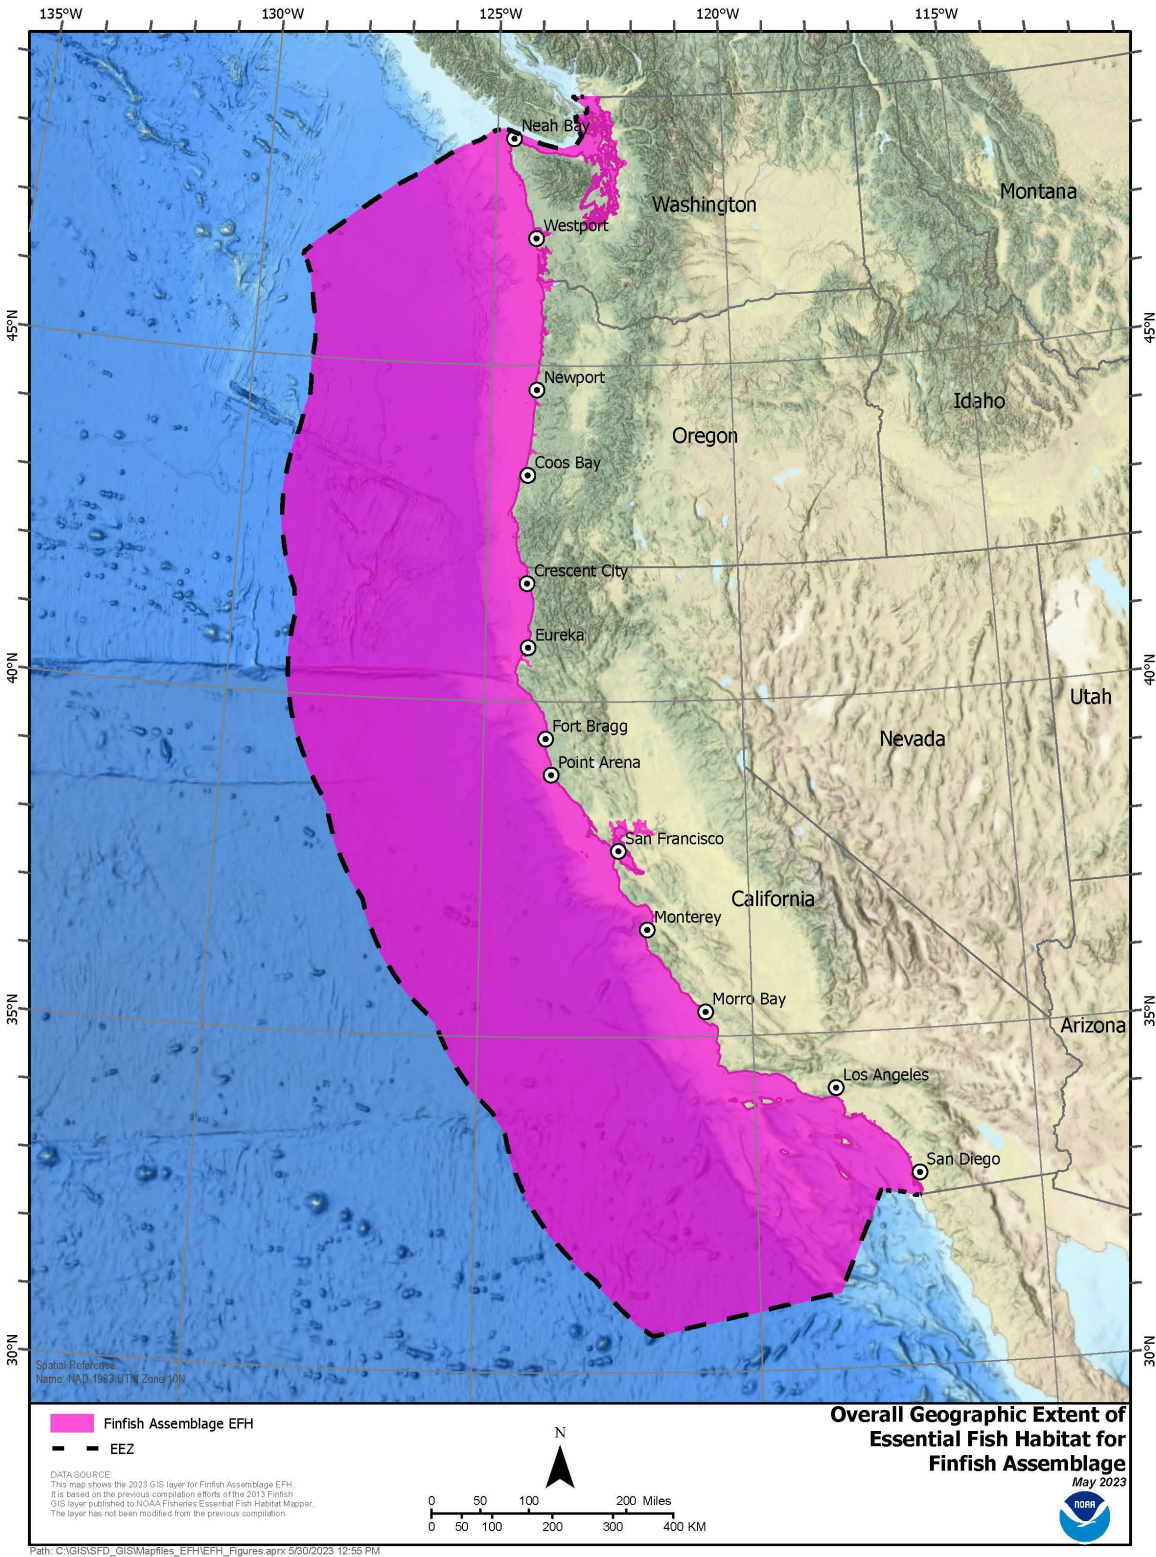 135°W 130°W 125°W 120°W 115°W
Neah Bay
Montana
Washington
Westport
45°N 45°N
Newport
Idaho
Oregon
Coos Bay
Crescent City
Eureka
40°N 40°N
Utah
Fort Bragg
Nevada
Point Arena
San Francisco
California
Monterey
Morro Bay
35°N 35°N
Arizona
Los Angeles
San Diego
30°N 30°N
Spatial Reference
Name: NAD 1983 UTM Zone 10N
Finfish Assemblage EFH
EEZ
DATA SOURCE:
This map shows the 2023 GIS layer for Finfish Assemblage EFH.
It is based on the previous compilation efforts of the 2013 Finfish
GIS layer published to NOAA Fisheries Essential Fish Habitat Mapper.
The layer has not been modified from the previous compilation.
N
0 50 100 200 Miles
0 50 100 200 300 400 KM
Overall Geographic Extent of
Essential Fish Habitat for
Finfish Assemblage
May 2023
NOAA
Path: C:\GIS\SFD_GIS\Mapfiles_EFH\EFH_Figures.aprx 5/30/2023 12:55 PM